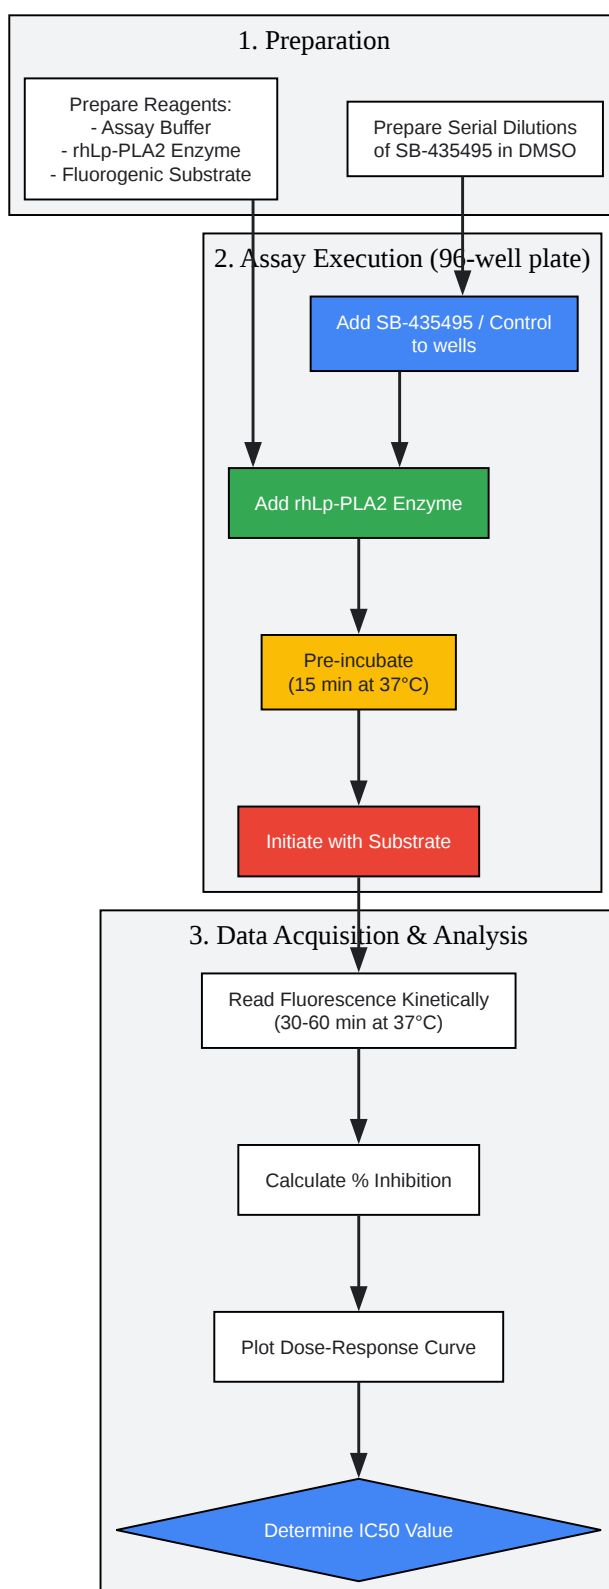 1. Preparation
Prepare Reagents:
- Assay Buffer
- rhLp-PLA2 Enzyme
- Fluorogenic Substrate
Prepare Serial Dilutions
of SB-435495 in DMSO
2. Assay Execution (96-well plate)
Add SB-435495 / Control
to wells
Add rhLp-PLA2 Enzyme
Pre-incubate
(15 min at 37°C)
Initiate with Substrate
3. Data Acquisition & Analysis
Read Fluorescence Kinetically
(30-60 min at 37°C)
Calculate % Inhibition
Plot Dose-Response Curve
Determine IC50 Value